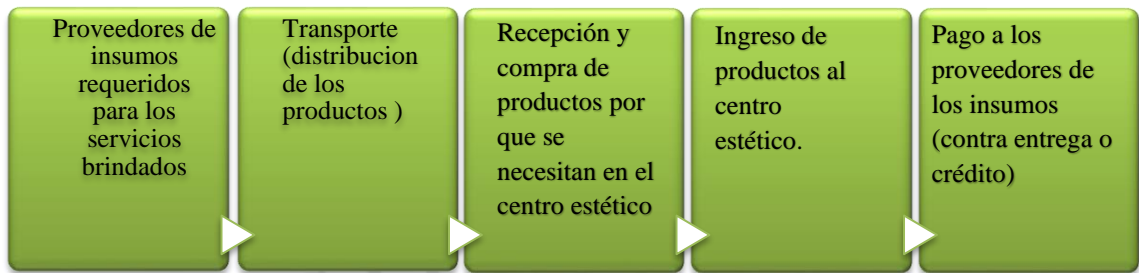 Proveedores de
insumos
requeridos
para los
servicios
brindados
Transporte
(distribucion
de los
productos )
Recepción y
compra de
productos por
que se
necesitan en el
centro estético
Ingreso de
productos al
centro
estético.
Pago a los
proveedores de
los insumos
(contra entrega o
crédito)